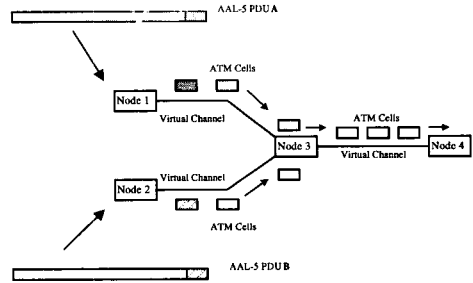 AAL-5 PDU A
ATM Cells
Node 1
ATM Cells
Virtual Channel
Node 3
Node 4
Virtual Channel
Virtual Channel
Node 2
ATM Cells
AAL-5 PDU B